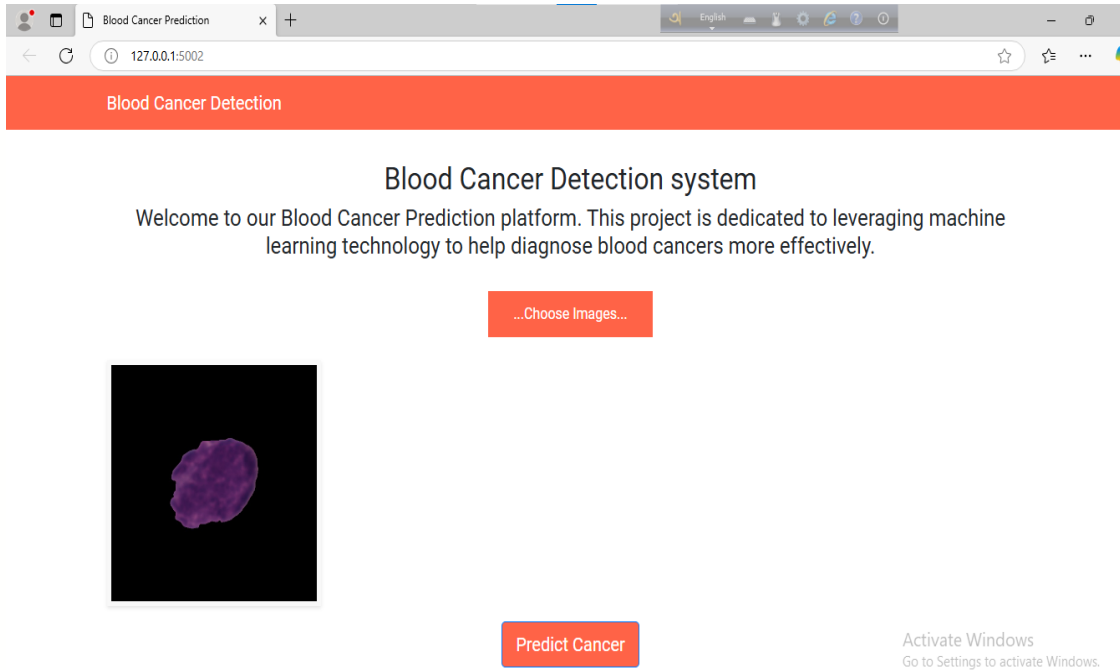 Blood Cancer Prediction
English
127.0.0.1:5002
Blood Cancer Detection
Blood Cancer Detection system
Welcome to our Blood Cancer Prediction platform. This project is dedicated to leveraging machine
learning technology to help diagnose blood cancers more effectively.
...Choose Images...
Predict Cancer
Activate Windows
Go to Settings to activate Windows.